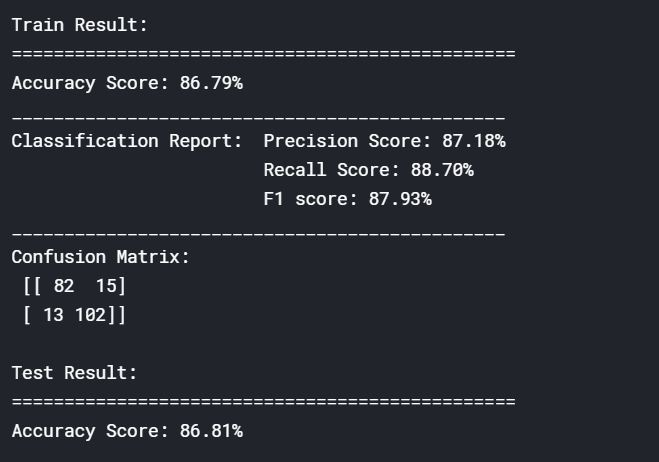 Train Result:
================================================
Accuracy Score: 86.79%
_______________________________________________
Classification Report:  Precision Score: 87.18%
                        Recall Score: 88.70%
                        F1 score: 87.93%
_______________________________________________
Confusion Matrix:
 [[ 82  15]
 [ 13 102]]

Test Result:
================================================
Accuracy Score: 86.81%